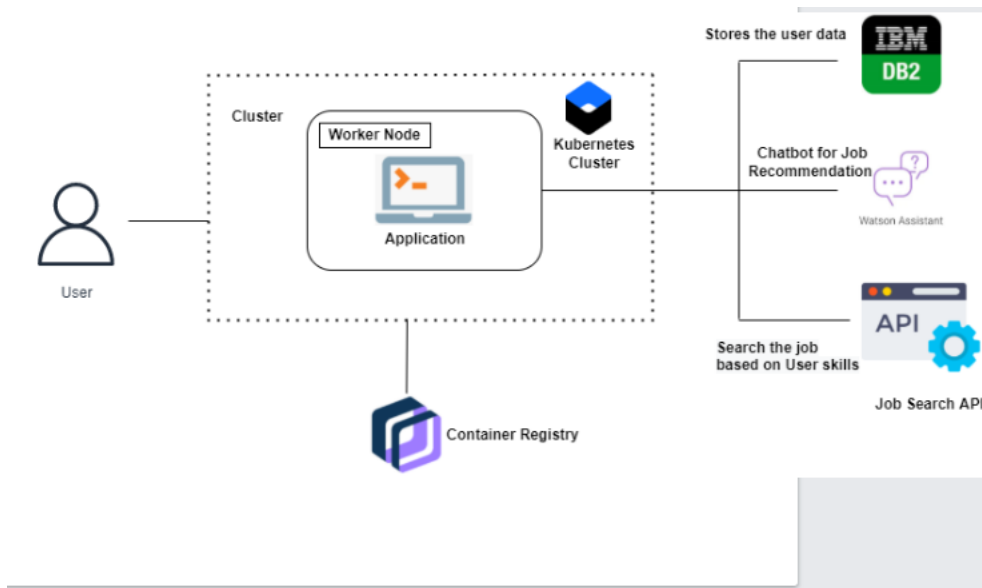 Stores the user data
IBM
DB2
Cluster
Worker Node
Kubernetes
Cluster
Chatbot for Job
Recommendation
?
Watson Assistant
Application
User
API
Search the job
based on User skills
Job Search API
Container Registry